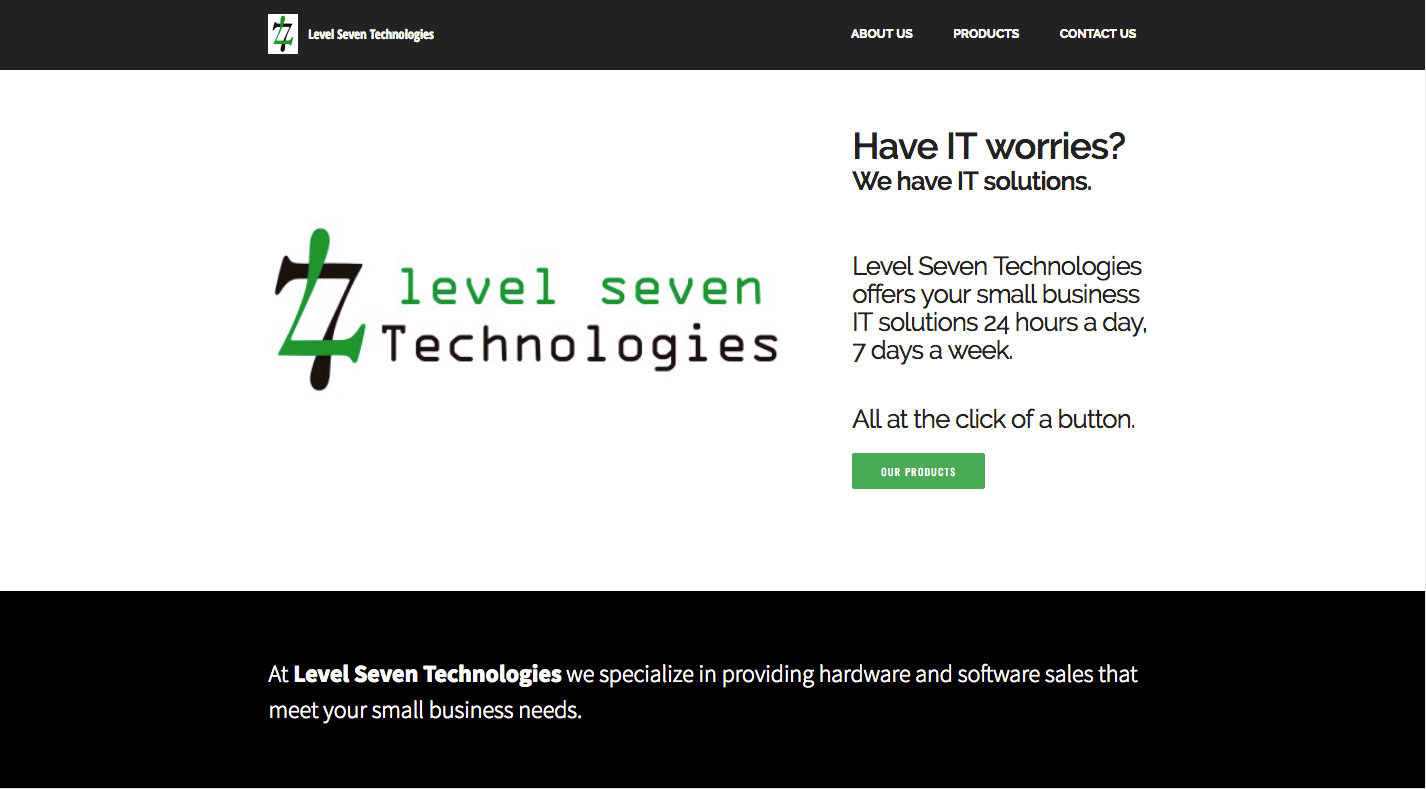 Level Seven Technologies
ABOUT US PRODUCTS CONTACT US
level seven
Technologies
Have IT worries?
We have IT solutions.
Level Seven Technologies
offers your small business
IT solutions 24 hours a day,
7 days a week.
All at the click of a button.
OUR PRODUCTS
At Level Seven Technologies we specialize in providing hardware and software sales that
meet your small business needs.